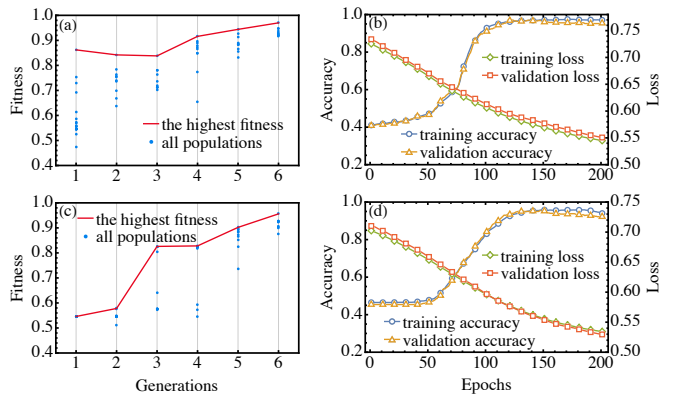 (a)
1.0
0.9
0.8
0.7
0.6
0.5
0.4
Fitness
the highest fitness
all populations
1 2 3 4 5 6
(b)
1.0
0.8
0.6
0.4
0.2
Accuracy
training loss
validation loss
training accuracy
validation accuracy
0.75
0.70
0.65
0.60
0.55
0.50
Loss
0 50 100 150 200
(c)
1.0
0.9
0.8
0.7
0.6
0.5
0.4
0.3
Fitness
the highest fitness
all populations
1 2 3 4 5 6
Generations
(d)
1.0
0.8
0.6
0.4
0.2
Accuracy
training loss
validation loss
training accuracy
validation accuracy
0.75
0.70
0.65
0.60
0.55
0.50
Loss
0 50 100 150 200
Epochs